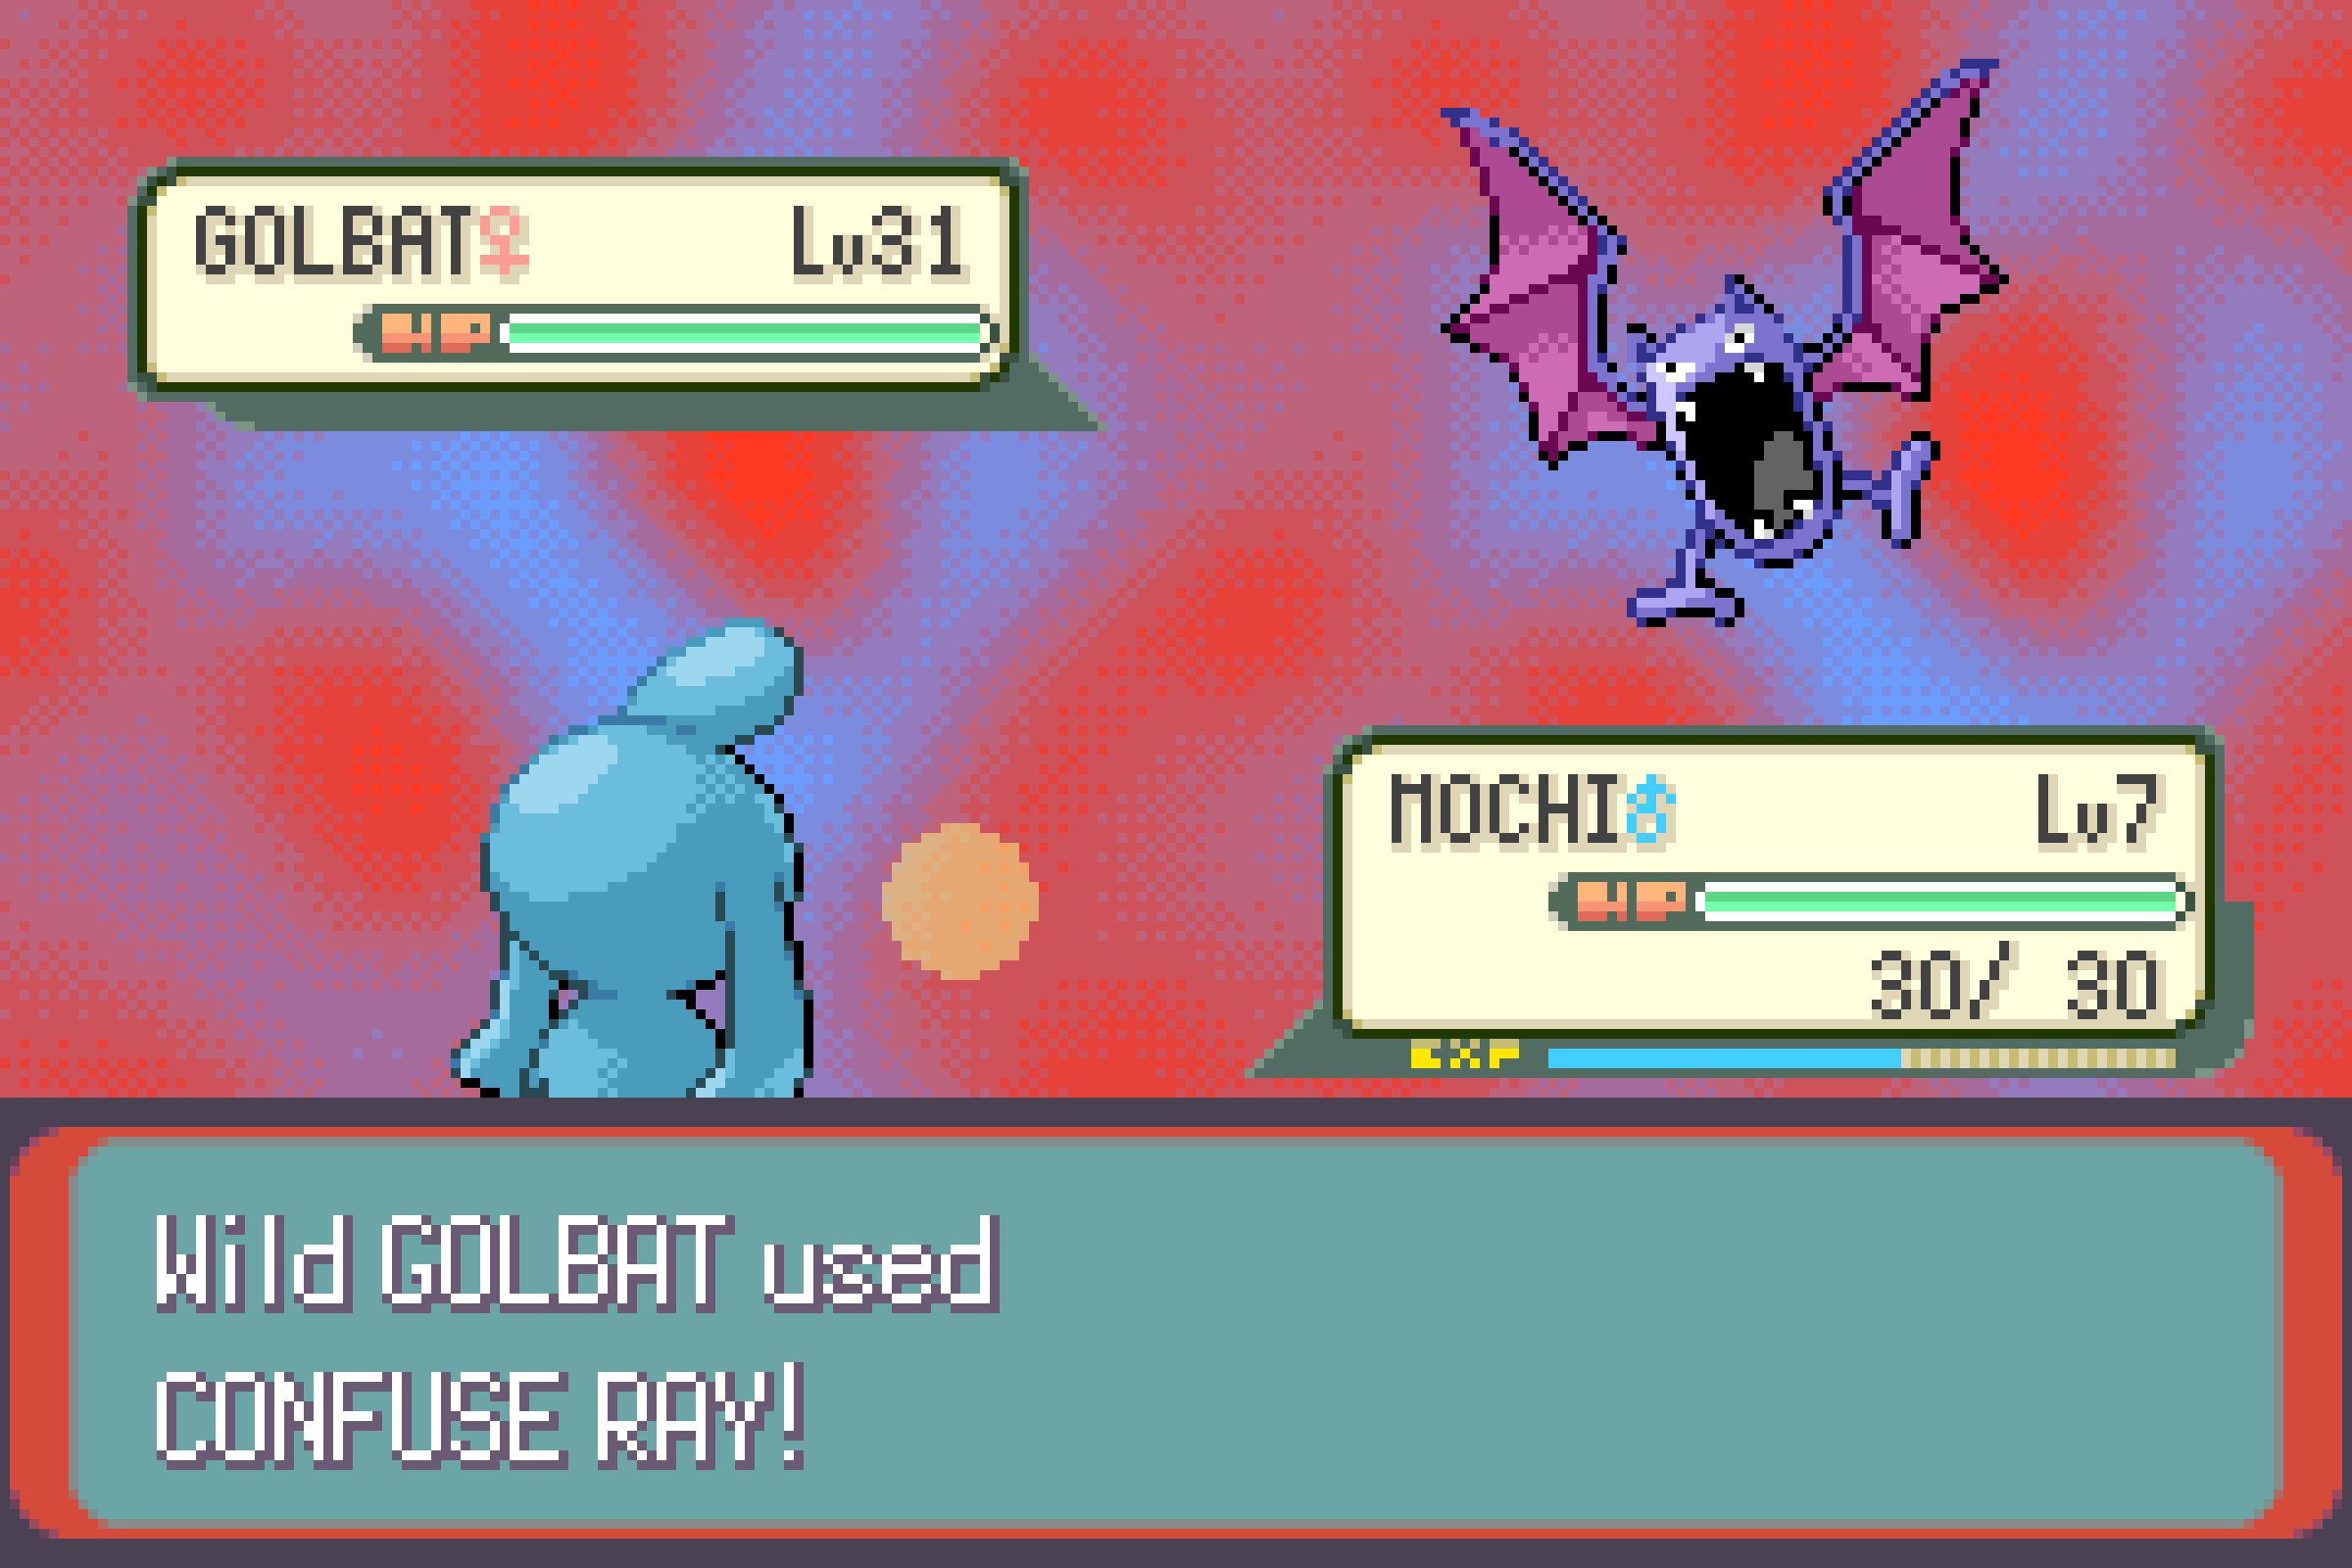 GOLBAT♀ Lv31
HP
MOCHI♂ Lv7
HP
30/ 30
EXP
Wild GOLBAT used
CONFUSE RAY!